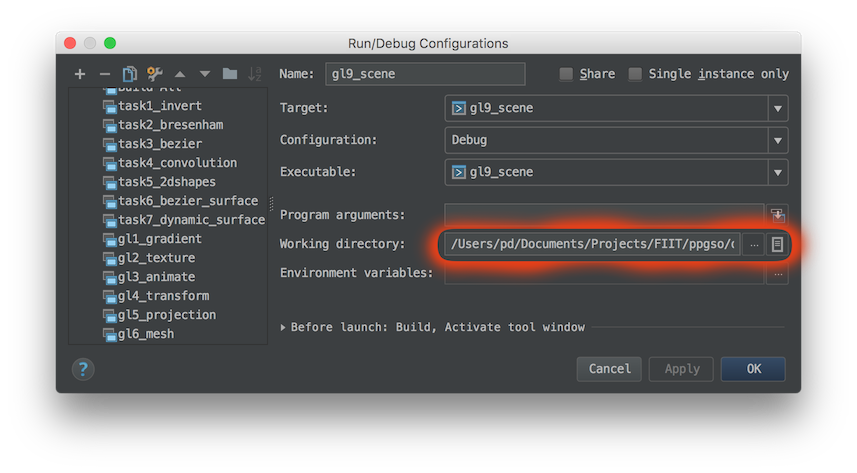 Run/Debug Configurations
Name: gl9_scene
Share
Single instance only
Build All
task1_invert
task2_bresenham
task3_bezier
task4_convolution
task5_2dshapes
task6_bezier_surface
task7_dynamic_surface
gl1_gradient
gl2_texture
gl3_animate
gl4_transform
gl5_projection
gl6_mesh
Target: gl9_scene
Configuration: Debug
Executable: gl9_scene
Program arguments:
Working directory: /Users/pd/Documents/Projects/FIIT/ppgso/ ...
Environment variables: ...
Before launch: Build, Activate tool window
?
Cancel
Apply
OK